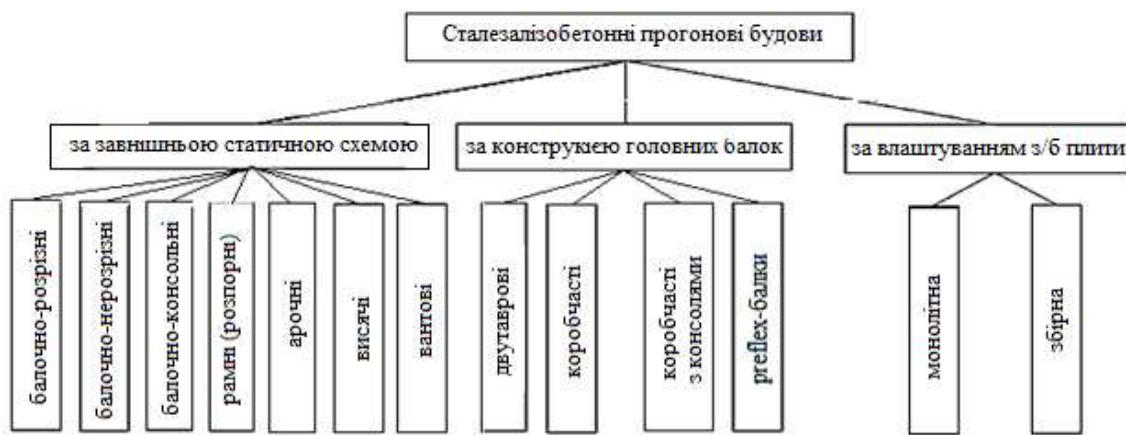 Сталезалізобетонні прогонові будови
за завнішньою статичною схемою
за конструкією головних балок
за влаштуванням з/б плити
балочно-розрізні
балочно-нерозрізні
балочно-консольні
рамні (розпорні)
арочні
висячі
вантові
двутаврові
коробчасті
коробчасті
з консолями
preflex-балки
монолітна
збірна